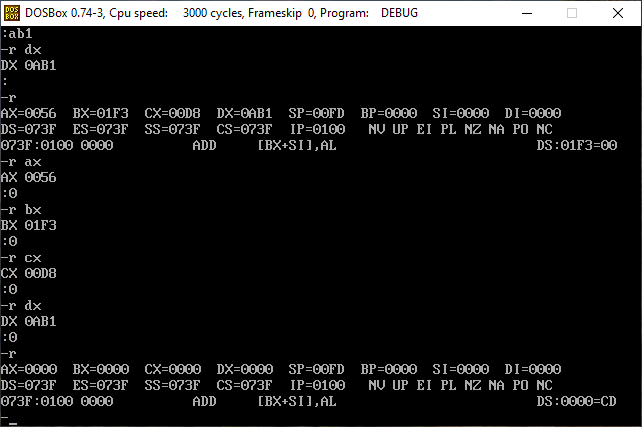 DOSBox 0.74-3, Cpu speed:    3000 cycles, Frameskip  0, Program:    DEBUG
:ab1
-r dx
DX 0AB1
:
-r
AX=0056  BX=01F3  CX=00D8  DX=0AB1  SP=00FD  BP=0000  SI=0000  DI=0000
DS=073F  ES=073F  SS=073F  CS=073F  IP=0100   NV UP EI PL NZ NA PO NC
073F:0100 0000          ADD     [BX+SI],AL                         DS:01F3=00
-r ax
AX 0056
:0
-r bx
BX 01F3
:0
-r cx
CX 00D8
:0
-r dx
DX 0AB1
:0
-r
AX=0000  BX=0000  CX=0000  DX=0000  SP=00FD  BP=0000  SI=0000  DI=0000
DS=073F  ES=073F  SS=073F  CS=073F  IP=0100   NV UP EI PL NZ NA PO NC
073F:0100 0000          ADD     [BX+SI],AL                         DS:0000=CD
-_